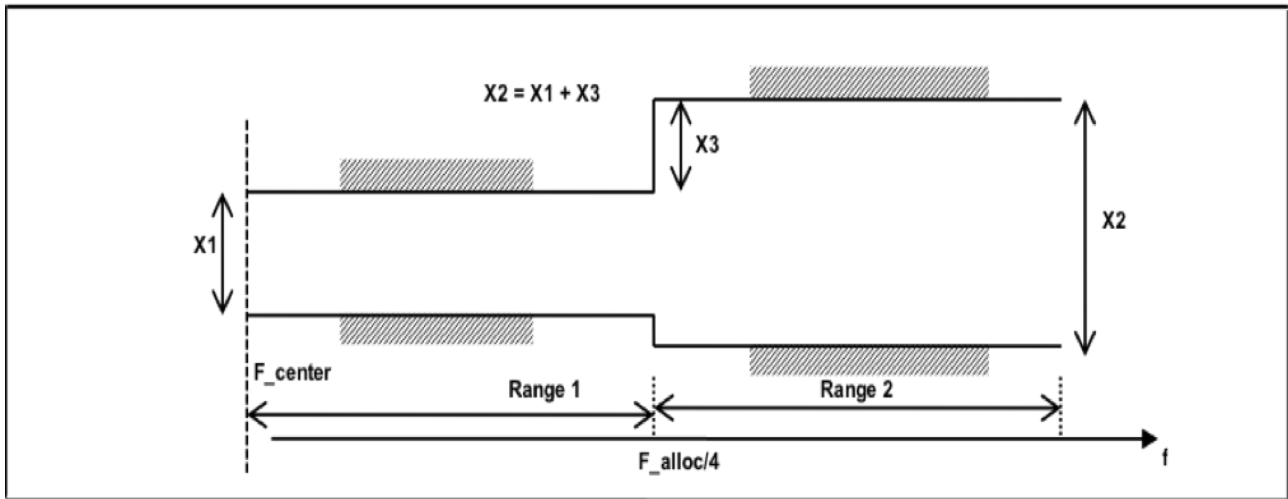 X2 = X1 + X3
X3
X1
X2
F_center
Range 1
Range 2
F_alloc/4
f